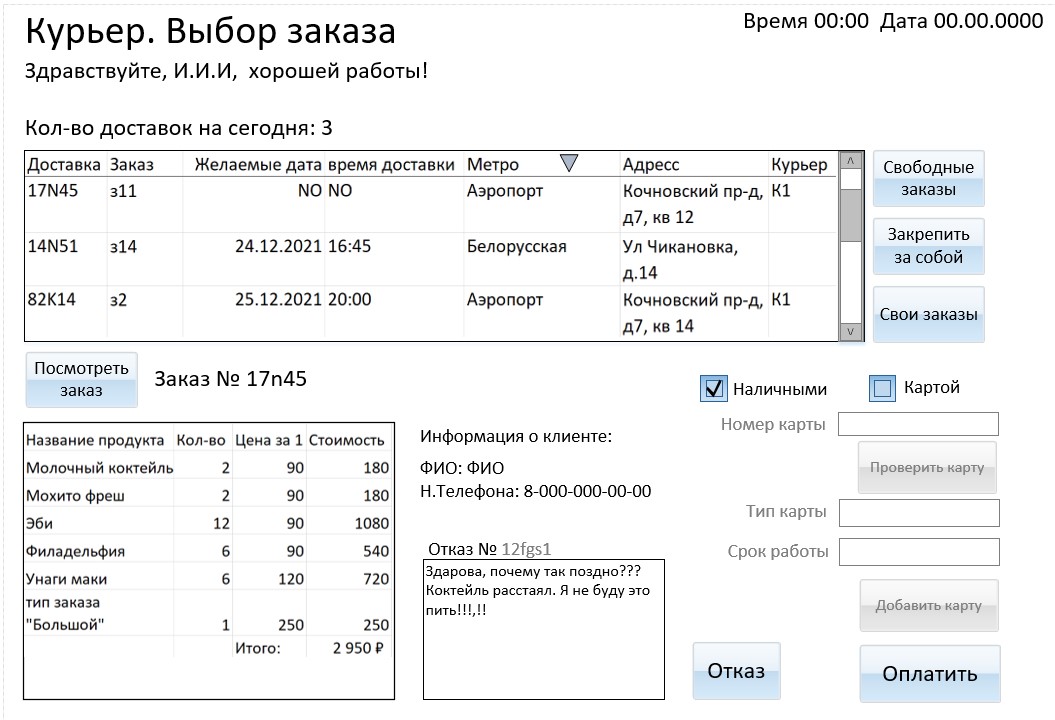 Курьер. Выбор заказа
Время 00:00 Дата 00.00.0000
Здравствуйте, И.И.И, хорошей работы!
Кол-во доставок на сегодня: 3
Доставка Заказ Желаемые дата время доставки Метро Адресс Курьер
17N45 з11 NO NO Аэропорт Кочновский пр-д, К1
д7, кв 12
14N51 з14 24.12.2021 16:45 Белорусская Ул Чикановка,
д.14
82K14 з2 25.12.2021 20:00 Аэропорт Кочновский пр-д, К1
д7, кв 14
Свободные
заказы
Закрепить
за собой
Свои заказы
Посмотреть
заказ
Заказ № 17n45
Наличными
Картой
Название продукта Кол-во Цена за 1 Стоимость
Молочный коктейль 2 90 180
Мохито фреш 2 90 180
Эби 12 90 1080
Филадельфия 6 90 540
Унаги маки 6 120 720
тип заказа
"Большой" 1 250 250
Итого: 2 950 ₽
Информация о клиенте:
ФИО: ФИО
Н.Телефона: 8-000-000-00-00
Отказ № 12fgs1
Здарова, почему так поздно???
Коктейль расстаял. Я не буду это
пить!!!,!!
Номер карты
Проверить карту
Тип карты
Срок работы
Добавить карту
Отказ
Оплатить